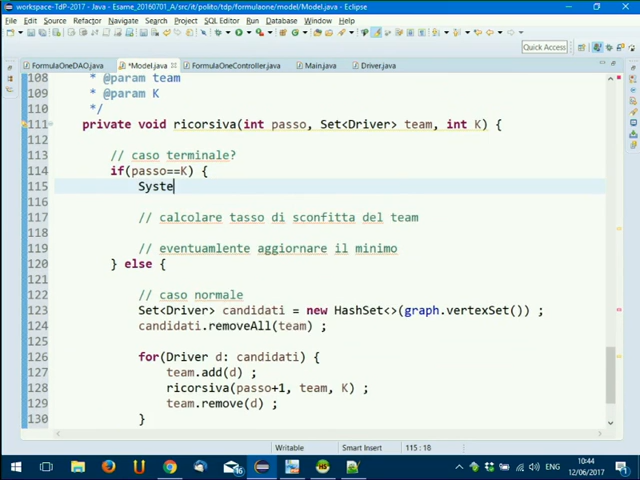 workspace-TdP-2017 - Java - Esame_20160701_A/src/it/polito/tdp/formulaone/model/Model.java - Eclipse
File Edit Source Refactor Navigate Search Project SQL Editor Run Database Window Help
Quick Access
FormulaOneDAO.java *Model.java FormulaOneController.java Main.java Driver.java
108 * @param team
109 * @param K
110 */
111 private void ricorsiva(int passo, Set<Driver> team, int K) {
112
113 // caso terminale?
114 if(passo==K) {
115 Syste
116
117 // calcolare tasso di sconfitta del team
118
119 // eventuamlente aggiornare il minimo
120 } else {
121
122 // caso normale
123 Set<Driver> candidati = new HashSet<>(graph.vertexSet()) ;
124 candidati.removeAll(team) ;
125
126 for(Driver d: candidati) {
127 team.add(d) ;
128 ricorsiva(passo+1, team, K) ;
129 team.remove(d) ;
130 }
Writable Smart Insert 115 : 18
ENG 10:44
12/06/2017